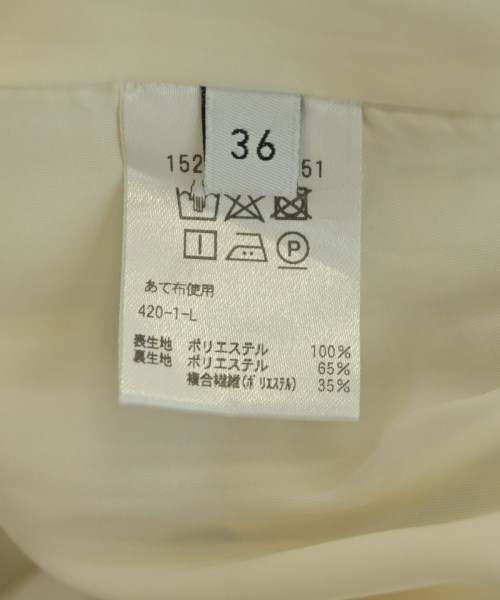 36
152 51
P
あて布使用
420-1-L
表生地 ポリエステル 100%
裏生地 ポリエステル 65%
複合繊維(ポリエステル) 35%